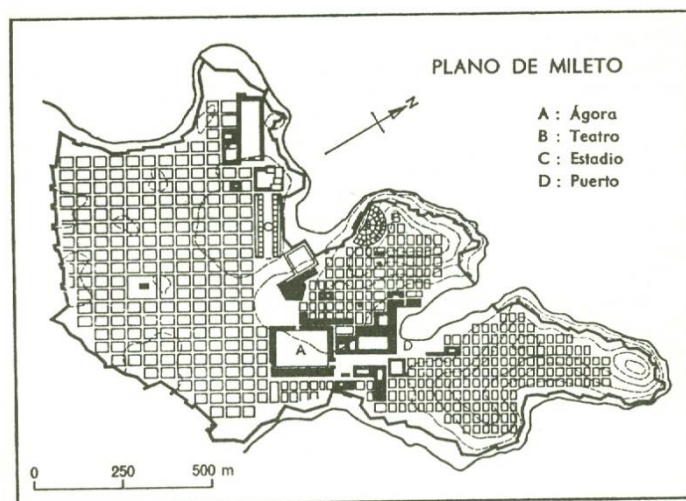 PLANO DE MILETO
N
A : Ágora
B : Teatro
C : Estadio
D : Puerto
B
C
A
D
0 250 500 m